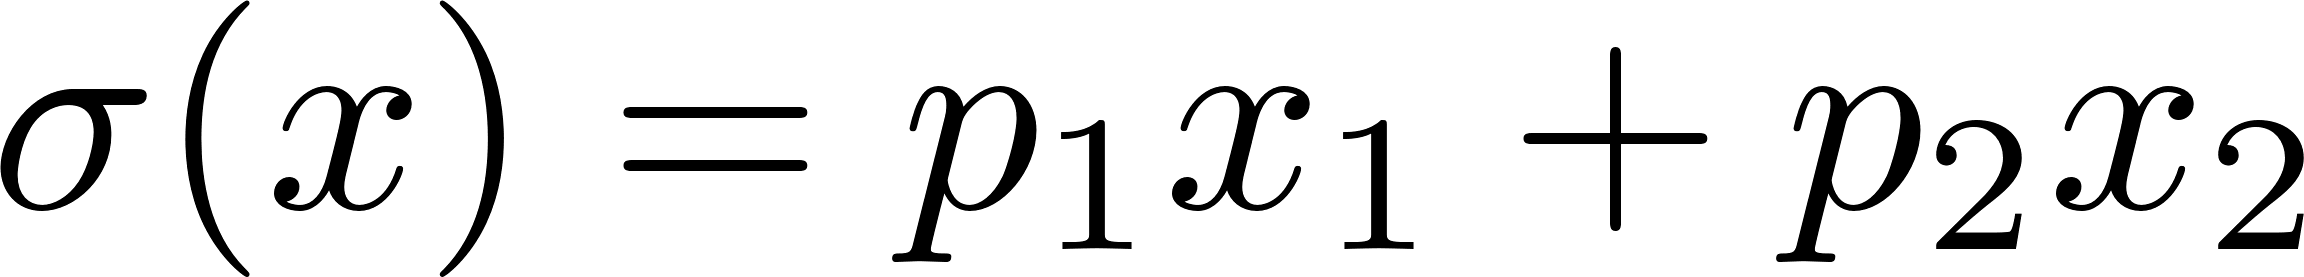 σ(x) = p₁x₁ + p₂x₂